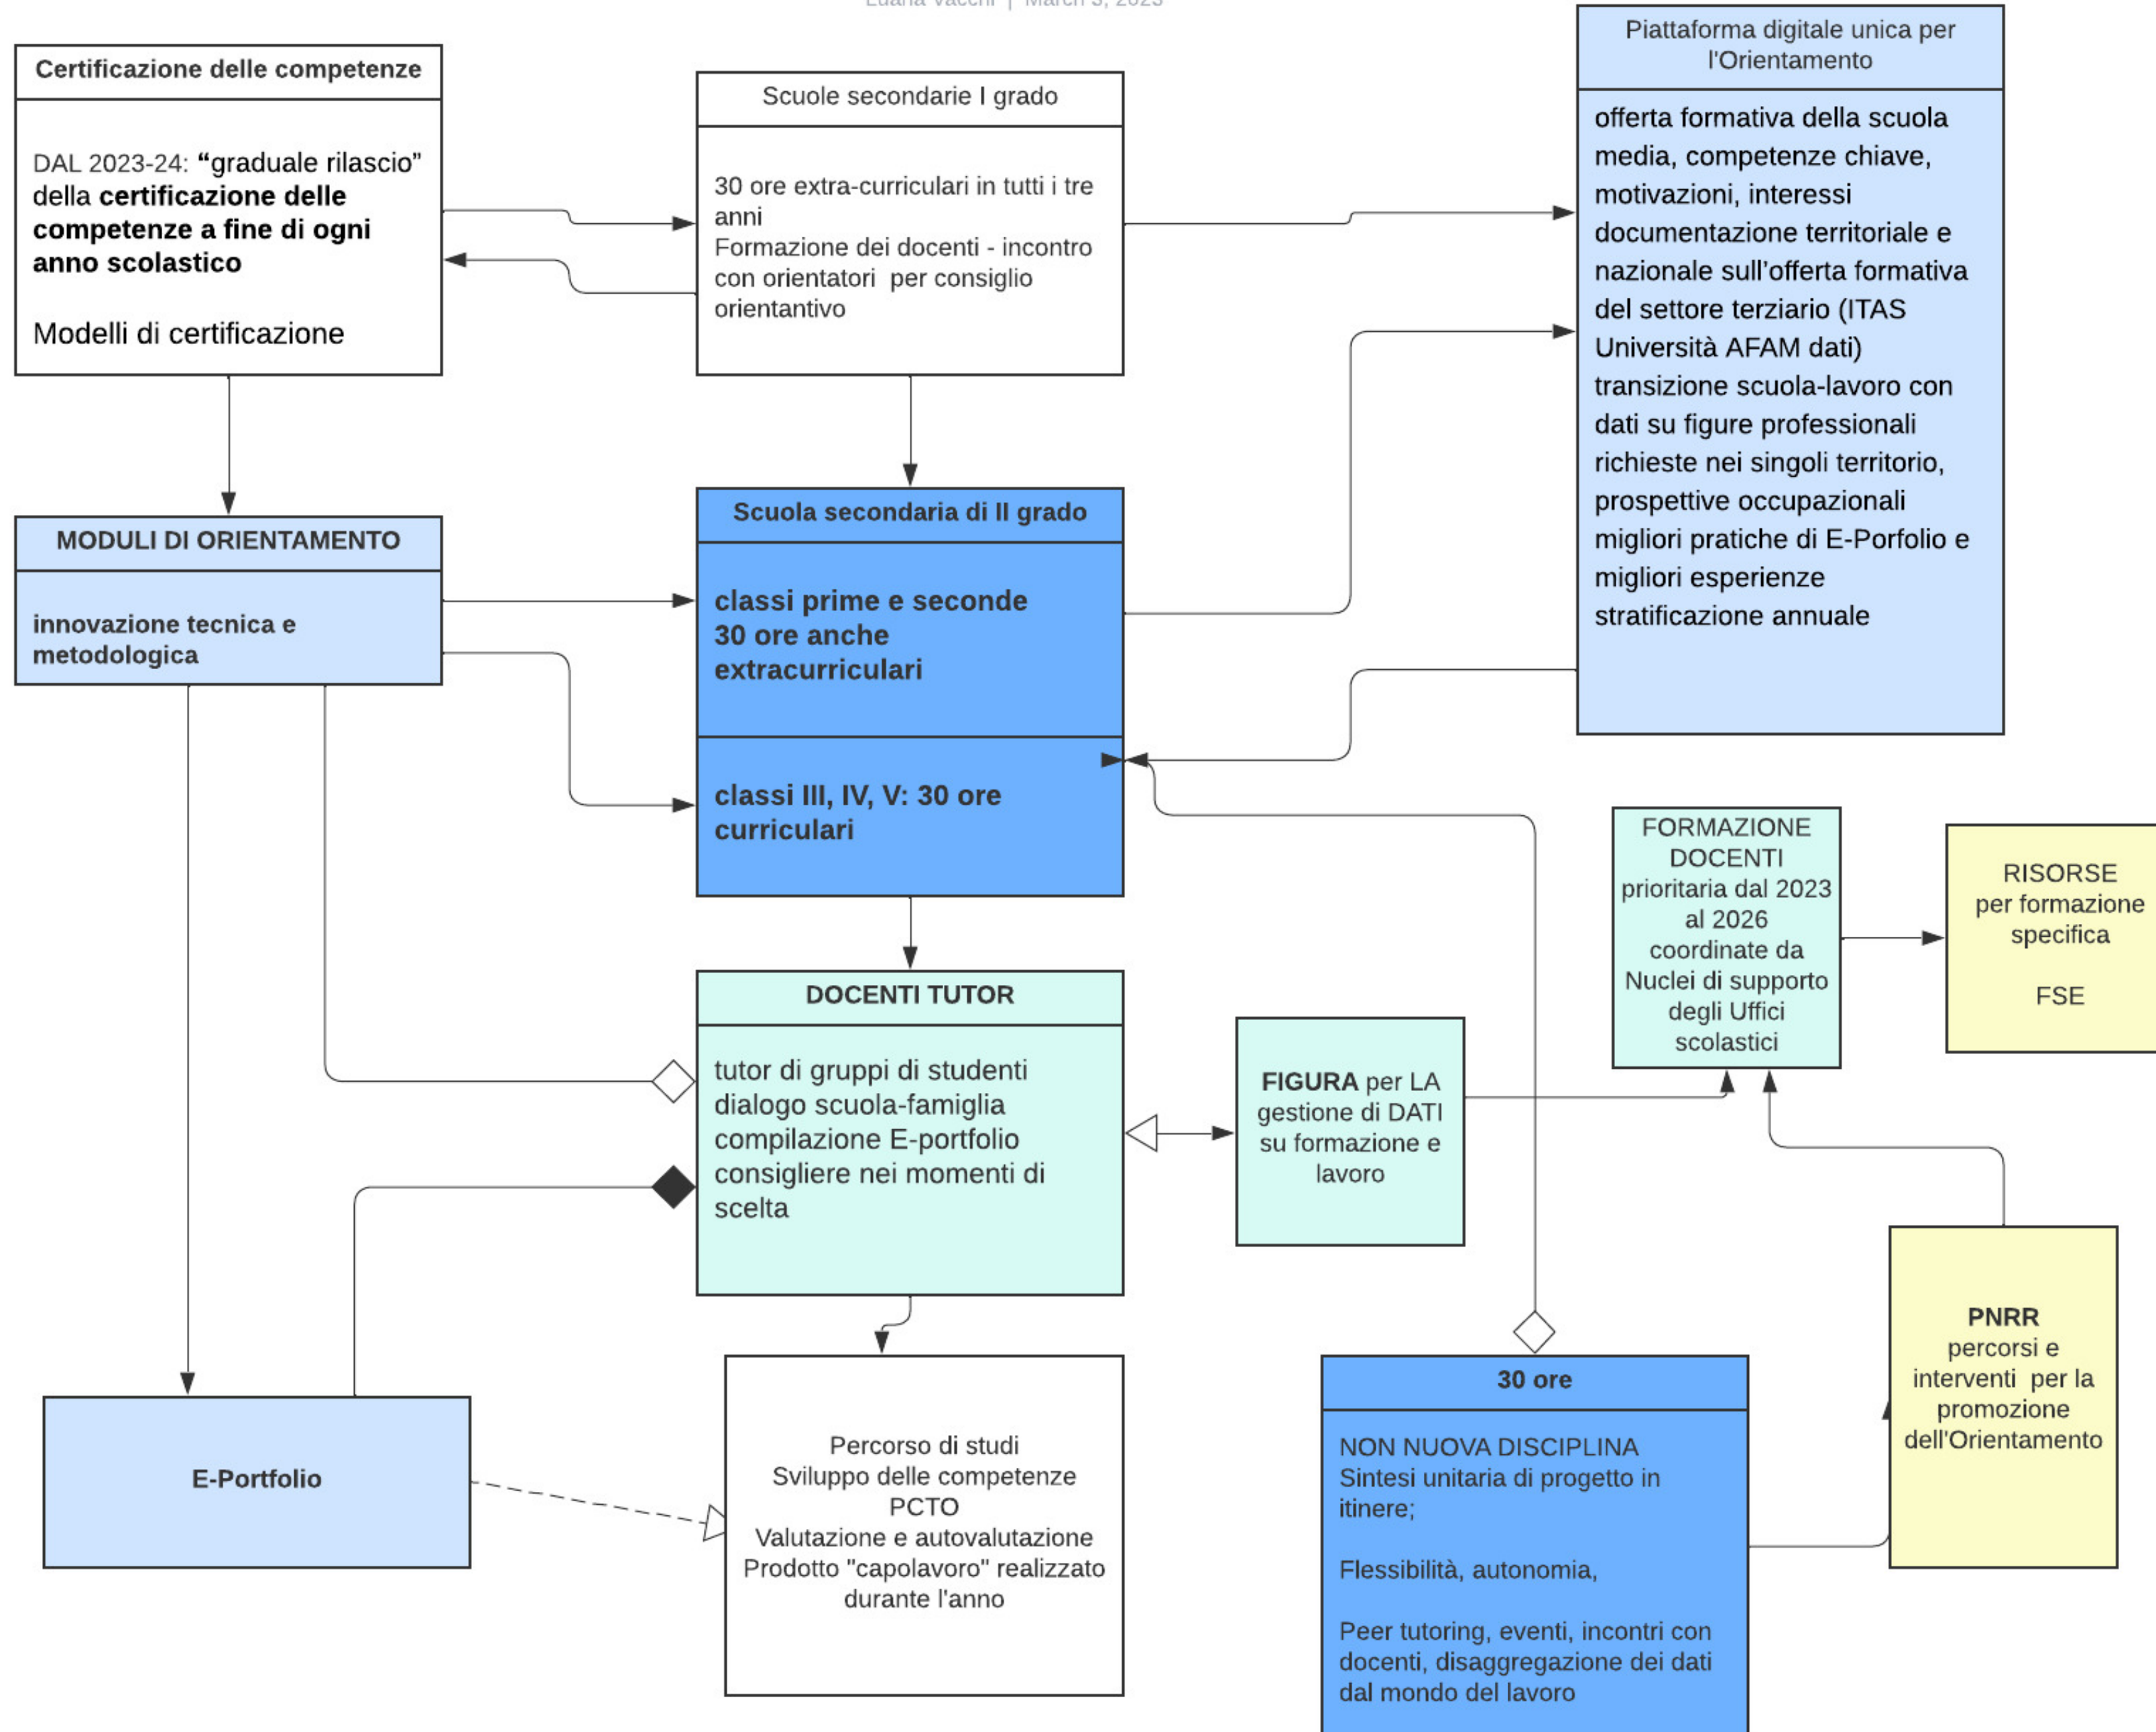 Luana Vacchi | March 3, 2023
Certificazione delle competenze
DAL 2023-24: “graduale rilascio”
della certificazione delle
competenze a fine di ogni
anno scolastico
Modelli di certificazione
Scuole secondarie I grado
30 ore extra-curriculari in tutti i tre
anni
Formazione dei docenti - incontro
con orientatori per consiglio
orientantivo
Piattaforma digitale unica per
l'Orientamento
offerta formativa della scuola
media, competenze chiave,
motivazioni, interessi
documentazione territoriale e
nazionale sull’offerta formativa
del settore terziario (ITAS
Università AFAM dati)
transizione scuola-lavoro con
dati su figure professionali
richieste nei singoli territorio,
prospettive occupazionali
migliori pratiche di E-Porfolio e
migliori esperienze
stratificazione annuale
MODULI DI ORIENTAMENTO
innovazione tecnica e
metodologica
Scuola secondaria di II grado
classi prime e seconde
30 ore anche
extracurriculari
classi III, IV, V: 30 ore
curriculari
FORMAZIONE
DOCENTI
prioritaria dal 2023
al 2026
coordinate da
Nuclei di supporto
degli Uffici
scolastici
RISORSE
per formazione
specifica
FSE
DOCENTI TUTOR
tutor di gruppi di studenti
dialogo scuola-famiglia
compilazione E-portfolio
consigliere nei momenti di
scelta
FIGURA per LA
gestione di DATI
su formazione e
lavoro
PNRR
percorsi e
interventi per la
promozione
dell'Orientamento
E-Portfolio
Percorso di studi
Sviluppo delle competenze
PCTO
Valutazione e autovalutazione
Prodotto "capolavoro" realizzato
durante l'anno
30 ore
NON NUOVA DISCIPLINA
Sintesi unitaria di progetto in
itinere;
Flessibilità, autonomia,
Peer tutoring, eventi, incontri con
docenti, disaggregazione dei dati
dal mondo del lavoro